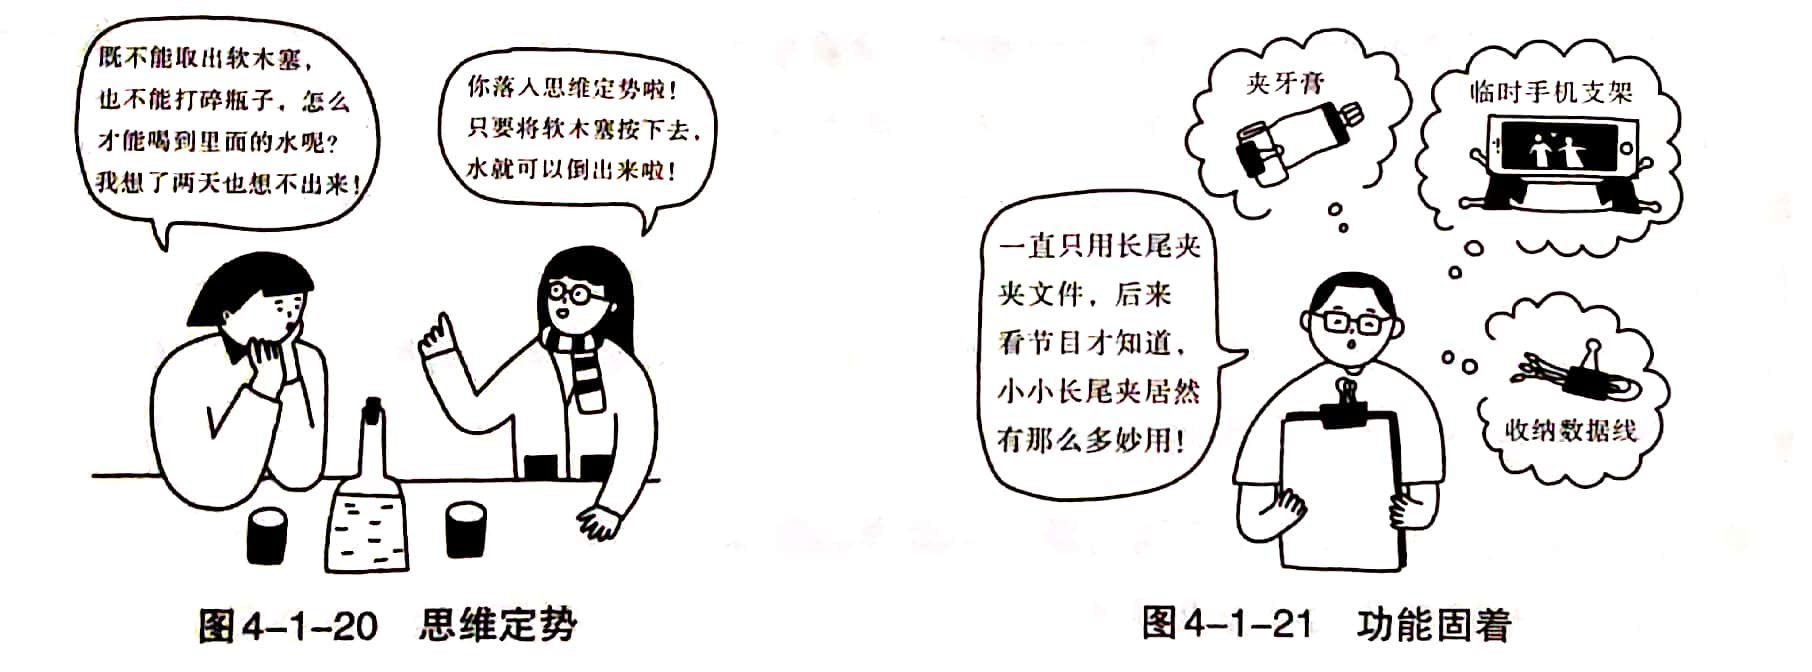 既不能取出软木塞，
也不能打碎瓶子，怎么
才能喝到里面的水呢？
我想了两天也想不出来！
你落入思维定势啦！
只要将软木塞按下去，
水就可以倒出来啦！
图4-1-20 思维定势
夹牙膏
临时手机支架
一直只用长尾夹
夹文件，后来
看节目才知道，
小小长尾夹居然
有那么多妙用！
收纳数据线
图4-1-21 功能固着